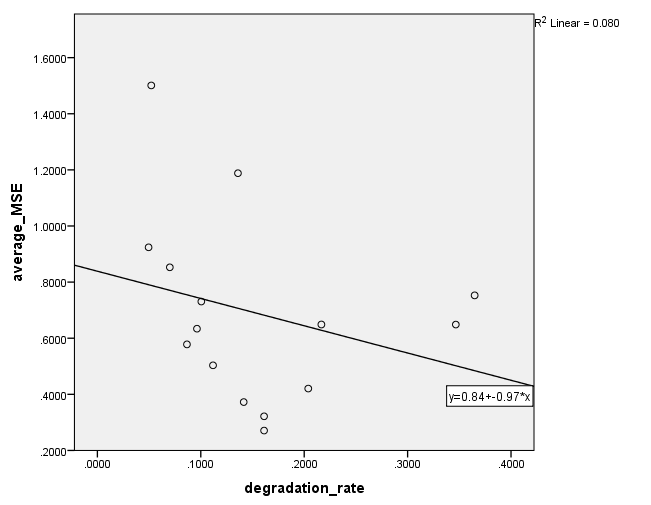 R² Linear = 0.080
1.6000
1.4000
1.2000
1.0000
.8000
.6000
.4000
.2000
average_MSE
y=0.84+-0.97*x
.0000 .1000 .2000 .3000 .4000
degradation_rate